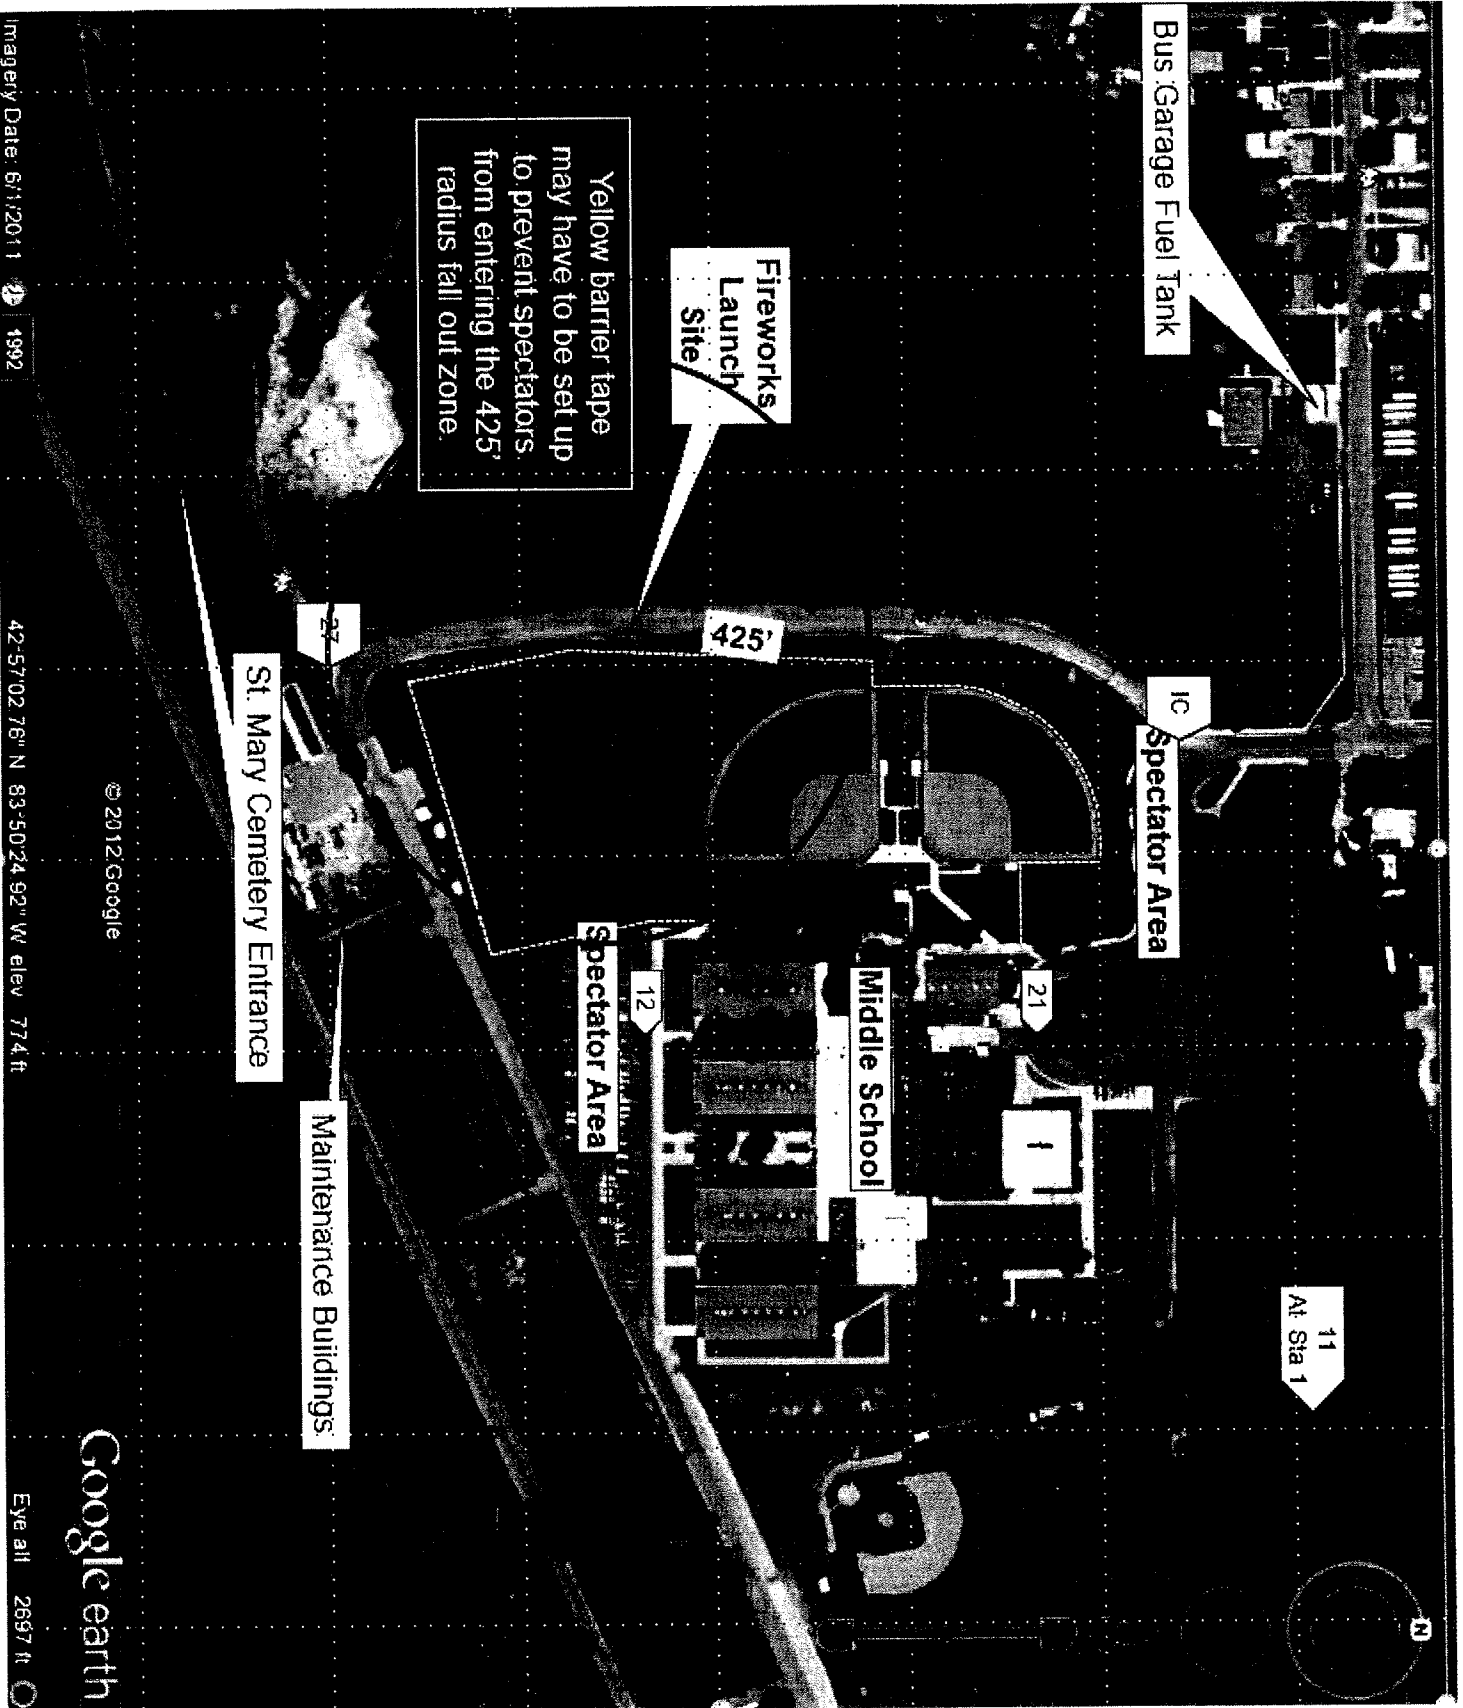 Bus Garage Fuel Tank
IC
Spectator Area
11
At Sta 1
N
21
Fireworks
Launch
Site
425'
Middle School
f
12
Spectator Area
Yellow barrier tape
may have to be set up
to prevent spectators
from entering the 425'
radius fall out zone.
27
Maintenance Buildings
St. Mary Cemetery Entrance
©2012 Google
Google earth
Imagery Date: 6/1/2011 1992 42°57'02.76" N 83°50'24.92" W elev 774 ft Eye alt 2697 ft